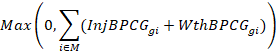 Max(0, ∑_{i∈M}(InjBPCG_{gi} + WthBPCG_{gi}))